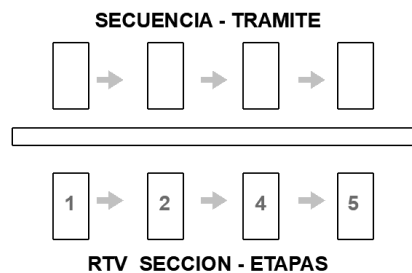 SECUENCIA - TRAMITE
1 2 4 5
RTV SECCION - ETAPAS